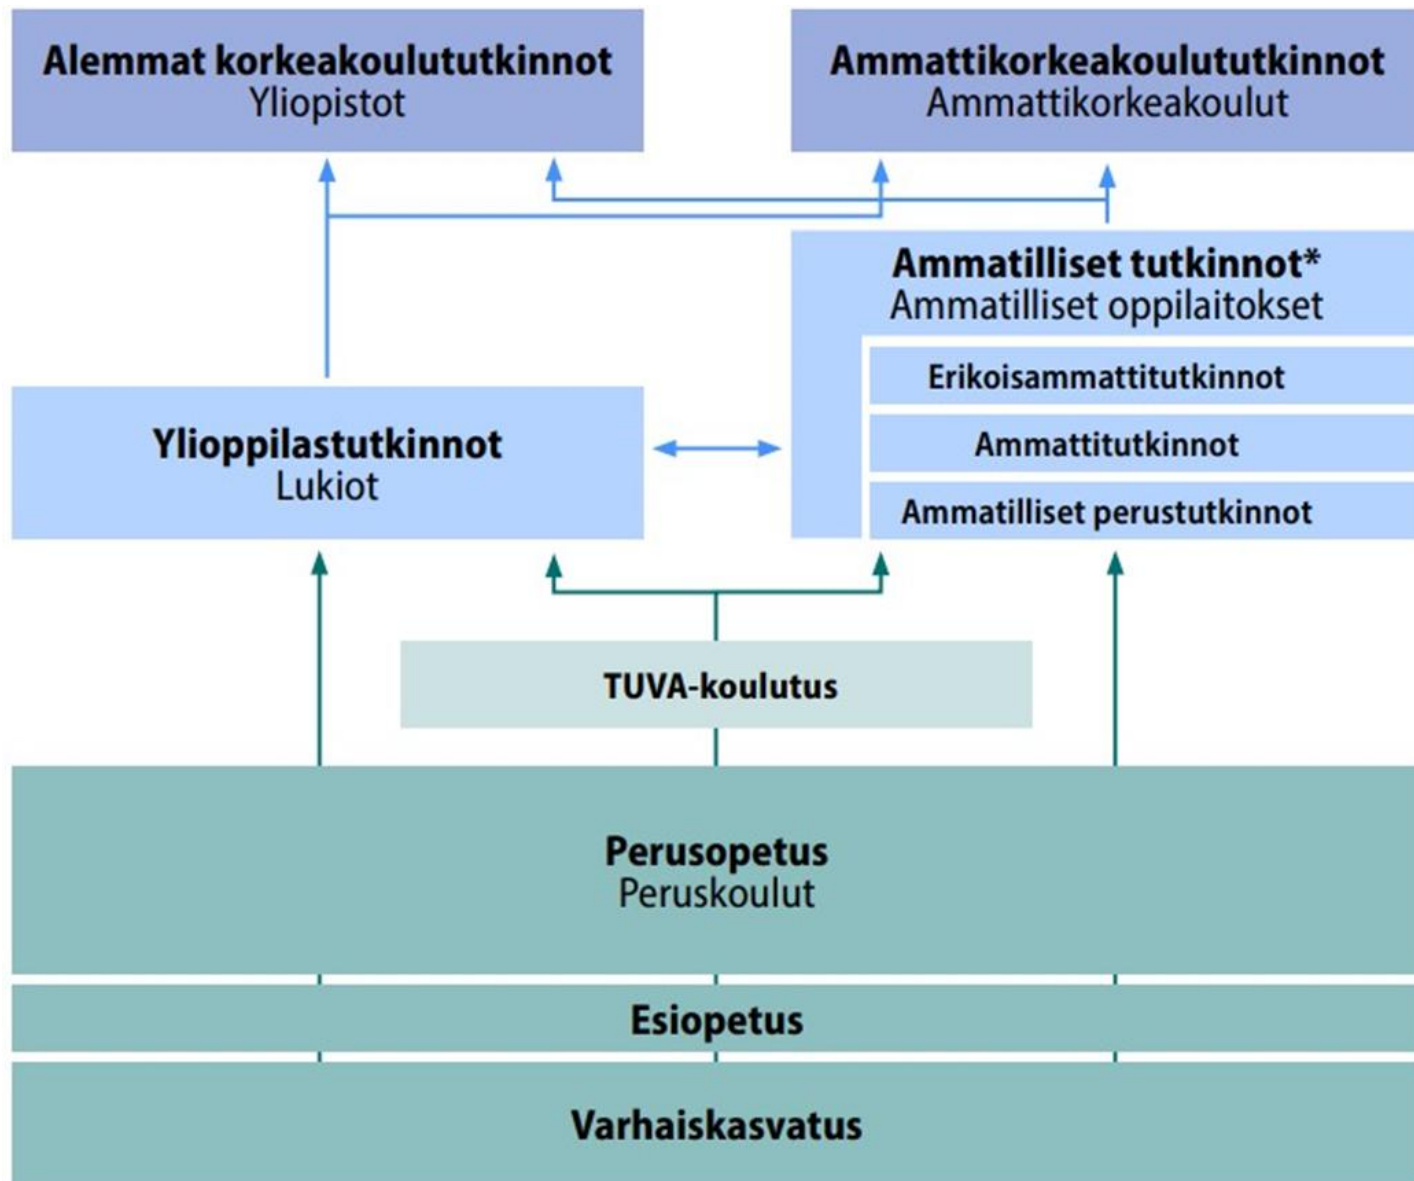 Alemmat korkeakoulututkinnot
Yliopistot
Ammattikorkeakoulututkinnot
Ammattikorkeakoulut
Ammatilliset tutkinnot*
Ammatilliset oppilaitokset
Erikoisammattitutkinnot
Ammattitutkinnot
Ammatilliset perustutkinnot
Ylioppilastutkinnot
Lukiot
TUVA-koulutus
Perusopetus
Peruskoulut
Esiopetus
Varhaiskasvatus